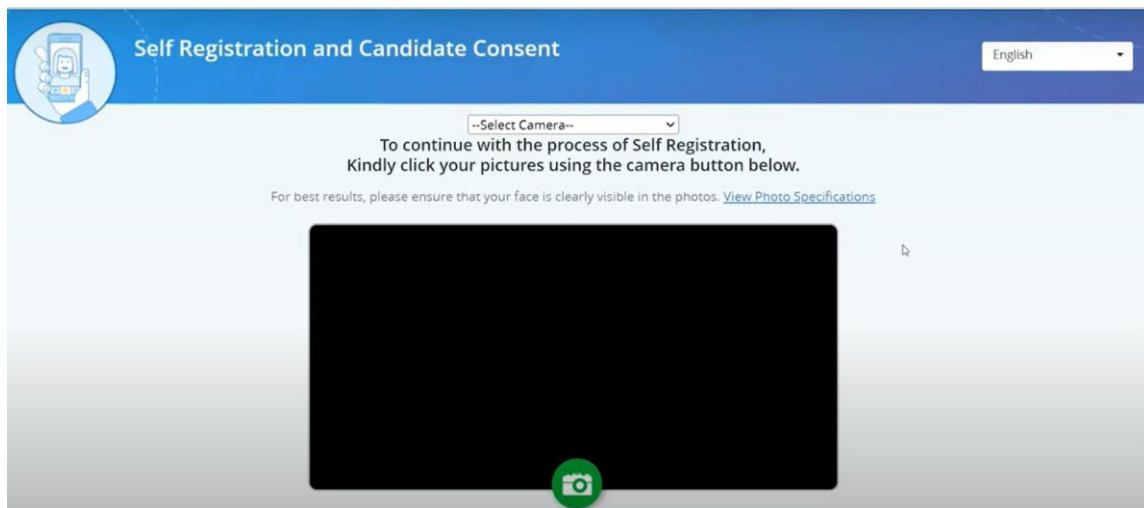 Self Registration and Candidate Consent
English
--Select Camera--
To continue with the process of Self Registration,
Kindly click your pictures using the camera button below.
For best results, please ensure that your face is clearly visible in the photos. View Photo Specifications